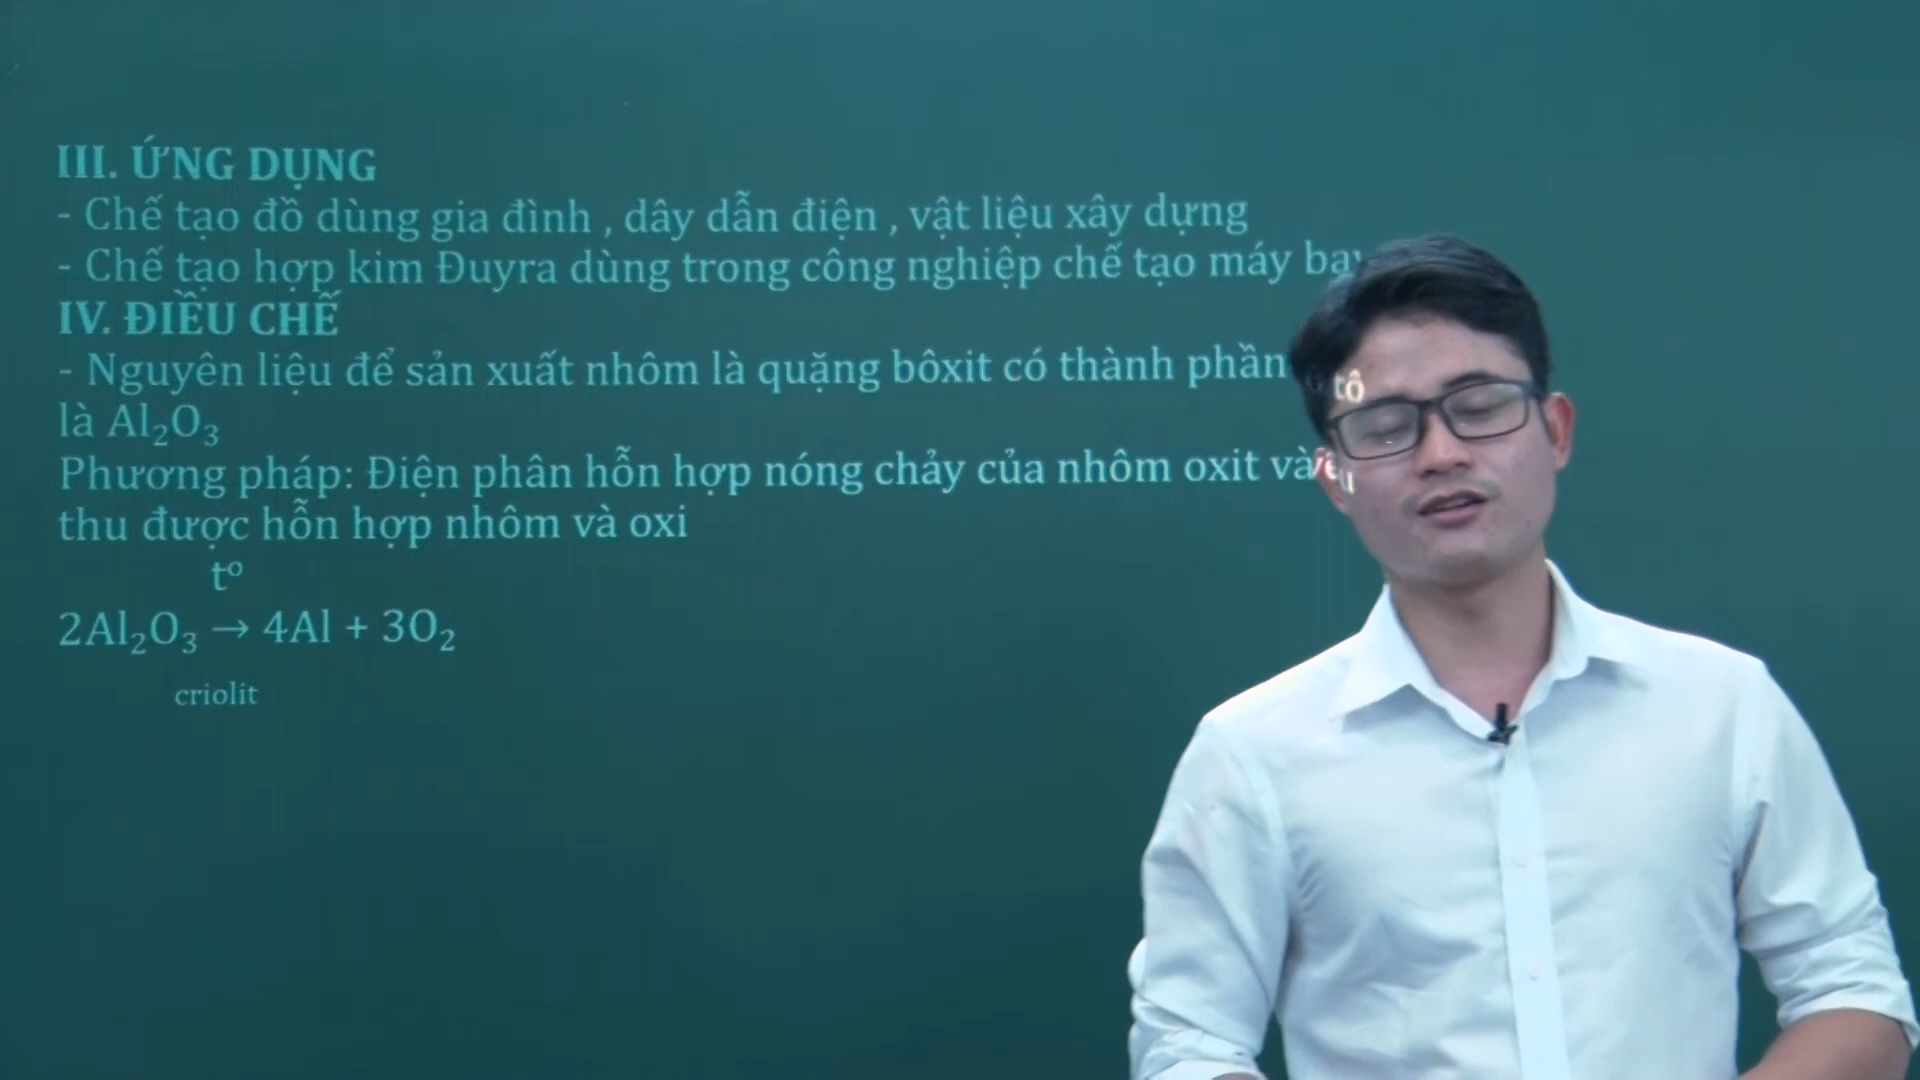 III. ỨNG DỤNG
- Chế tạo đồ dùng gia đình , dây dẫn điện , vật liệu xây dựng
- Chế tạo hợp kim Đuyra dùng trong công nghiệp chế tạo máy bay
IV. ĐIỀU CHẾ
- Nguyên liệu để sản xuất nhôm là quặng bôxit có thành phần
là Al₂O₃
Phương pháp: Điện phân hỗn hợp nóng chảy của nhôm oxit và
thu được hỗn hợp nhôm và oxi
tᵒ
2Al₂O₃ → 4Al + 3O₂
criolit